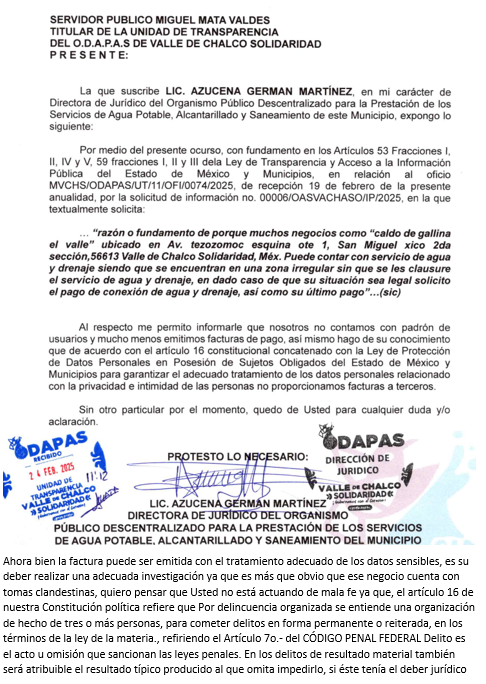 SERVIDOR PUBLICO MIGUEL MATA VALDES
TITULAR DE LA UNIDAD DE TRANSPARENCIA
DEL O.D.A.P.A.S DE VALLE DE CHALCO SOLIDARIDAD
P R E S E N T E:
La que suscribe LIC. AZUCENA GERMAN MARTÍNEZ, en mi carácter de
Directora de Jurídico del Organismo Público Descentralizado para la Prestación de los
Servicios de Agua Potable, Alcantarillado y Saneamiento de este Municipio, expongo lo
siguiente:
Por medio del presente ocurso, con fundamento en los Artículos 53 Fracciones I,
II, IV y V, 59 fracciones I, II y III dela Ley de Transparencia y Acceso a la Información
Pública del Estado de México y Municipios, en relación al oficio
MVCHS/ODAPAS/UT/11/OFI/0074/2025, de recepción 19 de febrero de la presente
anualidad, por la solicitud de información no. 00006/OASVACHASO/IP/2025, en la que
textualmente solicita:
... “razón o fundamento de porque muchos negocios como “caldo de gallina
el valle” ubicado en Av. tezozomoc esquina ote 1, San Miguel xico 2da
sección,56613 Valle de Chalco Solidaridad, Méx. Puede contar con servicio de agua
y drenaje siendo que se encuentran en una zona irregular sin que se les clausure
el servicio de agua y drenaje, en dado caso de que su situación sea legal solicito
el pago de conexión de agua y drenaje, así como su último pago”...(sic)
Al respecto me permito informarle que nosotros no contamos con padrón de
usuarios y mucho menos emitimos facturas de pago, así mismo hago de su conocimiento
que de acuerdo con el artículo 16 constitucional concatenado con la Ley de Protección
de Datos Personales en Posesión de Sujetos Obligados del Estado de México y
Municipios para garantizar el adecuado tratamiento de los datos personales relacionado
con la privacidad e intimidad de las personas no proporcionamos facturas a terceros.
Sin otro particular por el momento, quedo de Usted para cualquier duda y/o
aclaración.
ODAPAS
RECIBIDO
24 FEB. 2025
11:12
UNIDAD DE
TRANSPARENCIA
VALLE DE CHALCO
SOLIDARIDAD
PROTESTO LO NECESARIO:
ODAPAS
DIRECCIÓN DE
JURIDICO
VALLE DE CHALCO
SOLIDARIDAD
LIC. AZUCENA GERMAN MARTÍNEZ
DIRECTORA DE JURÍDICO DEL ORGANISMO
PÚBLICO DESCENTRALIZADO PARA LA PRESTACIÓN DE LOS SERVICIOS
DE AGUA POTABLE, ALCANTARILLADO Y SANEAMIENTO DEL MUNICIPIO
Ahora bien la factura puede ser emitida con el tratamiento adecuado de los datos sensibles, es su
deber realizar una adecuada investigación ya que es más que obvio que ese negocio cuenta con
tomas clandestinas, quiero pensar que Usted no está actuando de mala fe ya que, el artículo 16 de
nuestra Constitución política refiere que Por delincuencia organizada se entiende una organización
de hecho de tres o más personas, para cometer delitos en forma permanente o reiterada, en los
términos de la ley de la materia., refiriendo el Artículo 7o.- del CÓDIGO PENAL FEDERAL Delito es
el acto u omisión que sancionan las leyes penales. En los delitos de resultado material también
será atribuible el resultado típico producido al que omita impedirlo, si éste tenía el deber jurídico